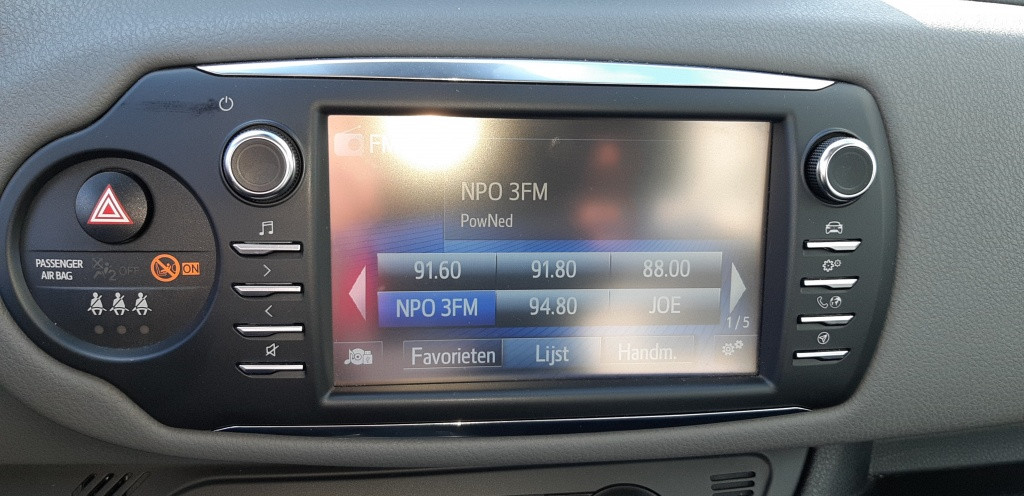 FM
NPO 3FM
PowNed
91.60 91.80 88.00
NPO 3FM 94.80 JOE
1/5
Favorieten Lijst Handm.
PASSENGER
AIR BAG
OFF
ON